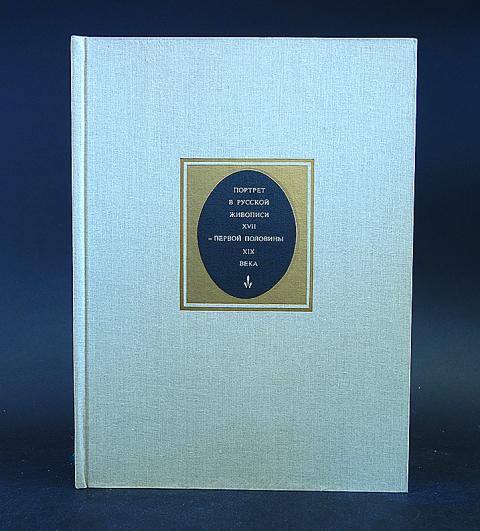 ПОРТРЕТ
В РУССКОЙ
ЖИВОПИСИ
XVII
– ПЕРВОЙ ПОЛОВИНЫ
XIX
ВЕКА